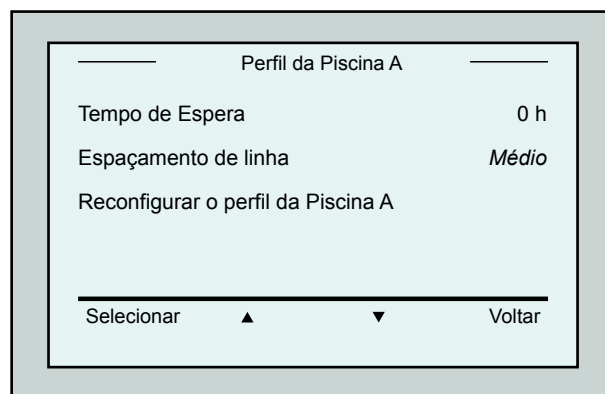 Perfil da Piscina A
Tempo de Espera 0 h
Espaçamento de linha Médio
Reconfigurar o perfil da Piscina A
Selecionar ▲ ▼ Voltar